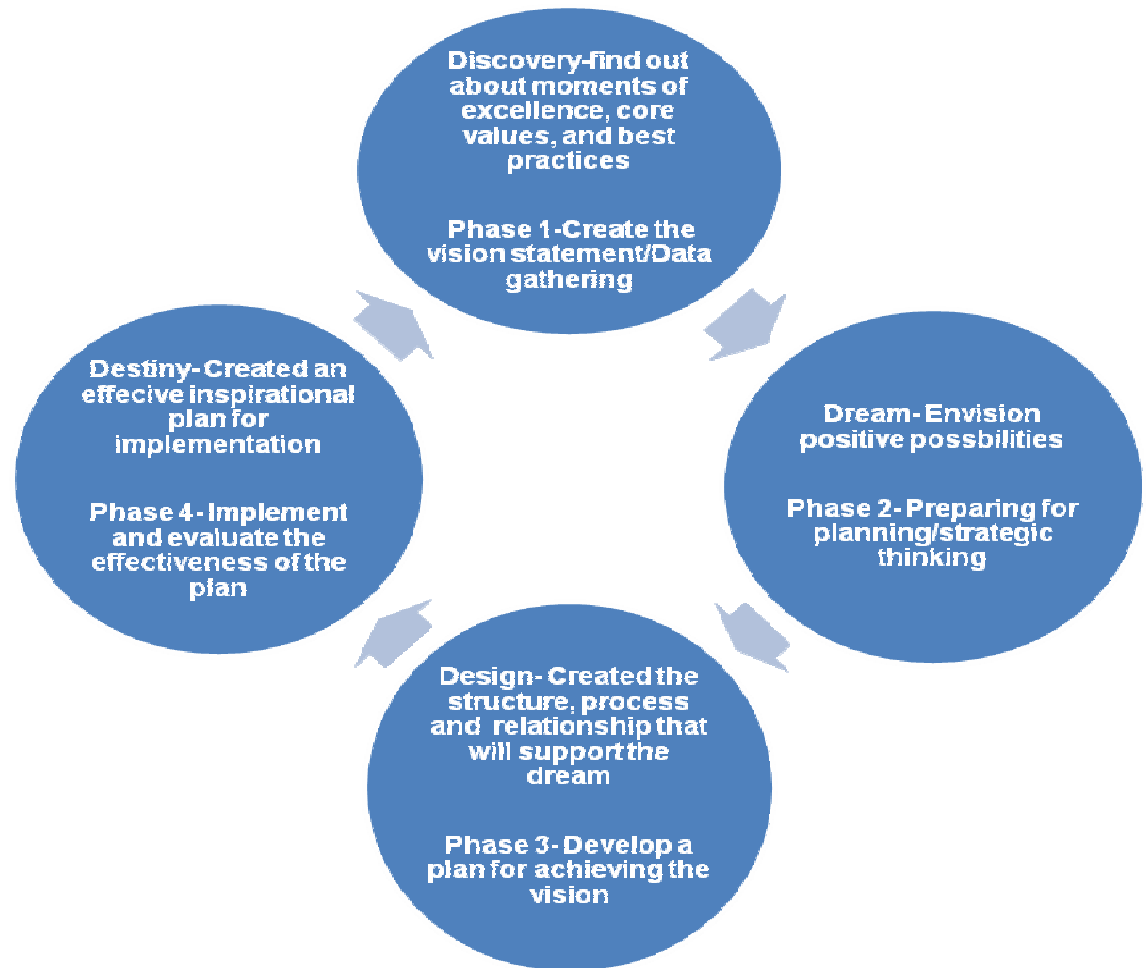 Discovery-find out
about moments of
excellence, core
values, and best
practices
Phase 1-Create the
vision statement/Data
gathering
Dream- Envision
positive possbilities
Phase 2- Preparing for
planning/strategic
thinking
Design- Created the
structure, process
and relationship that
will support the
dream
Phase 3- Develop a
plan for achieving the
vision
Destiny- Created an
effecive inspirational
plan for
implementation
Phase 4- Implement
and evaluate the
effectiveness of the
plan